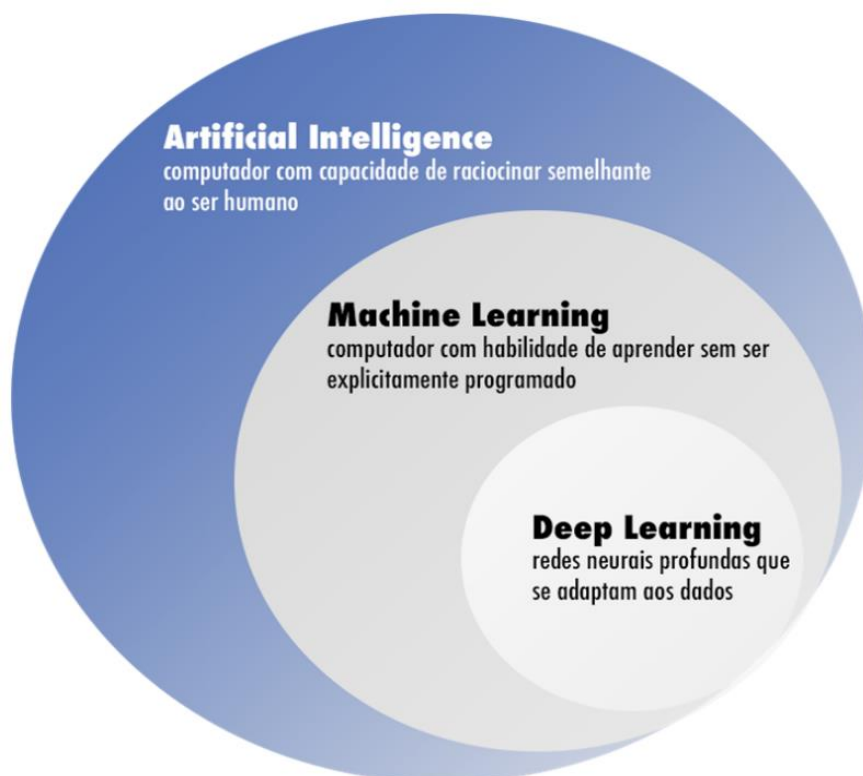 Artificial Intelligence
computador com capacidade de raciocinar semelhante
ao ser humano
Machine Learning
computador com habilidade de aprender sem ser
explicitamente programado
Deep Learning
redes neurais profundas que
se adaptam aos dados